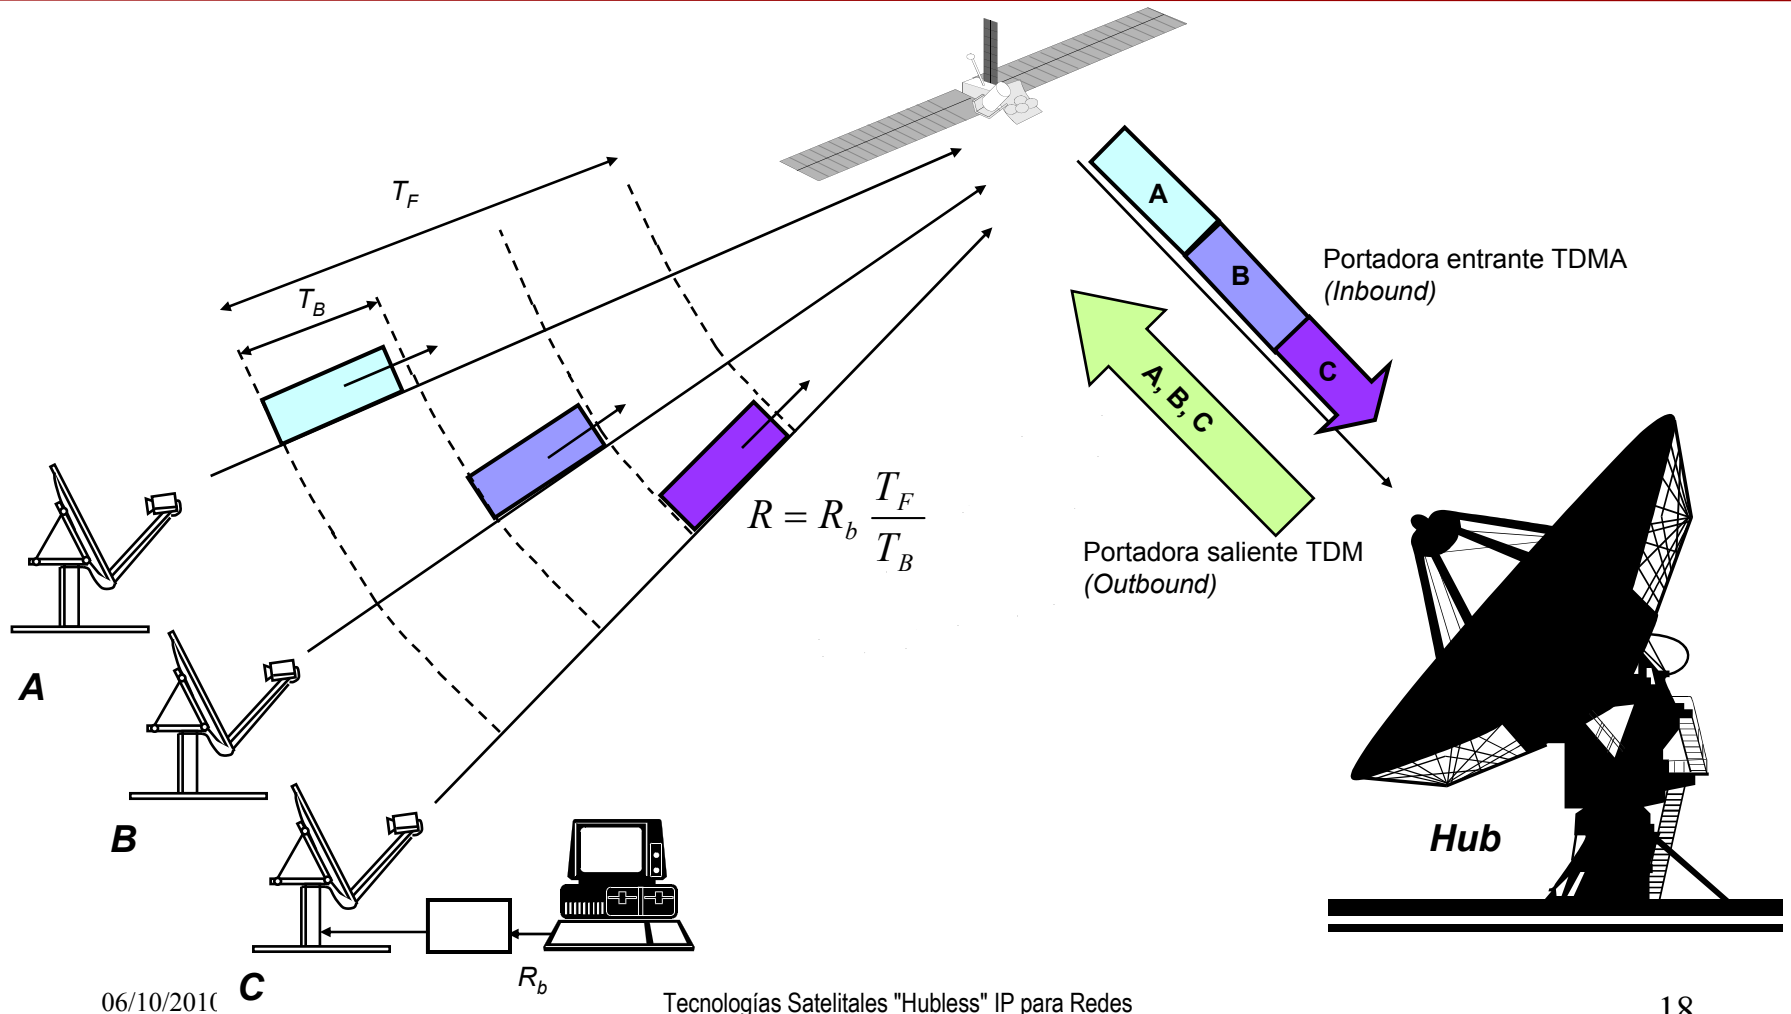 T_F
T_B
A
B
C
Portadora entrante TDMA
(Inbound)
A, B, C
R = R_b T_F / T_B
Portadora saliente TDM
(Outbound)
A
B
C
Hub
R_b
06/10/2010
Tecnologías Satelitales "Hubless" IP para Redes
18